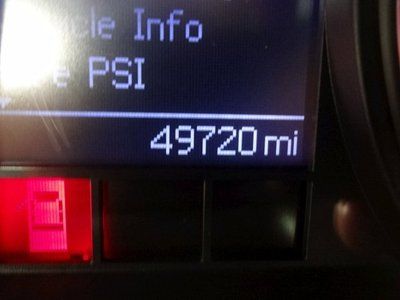 cle Info
e PSI
49720 mi